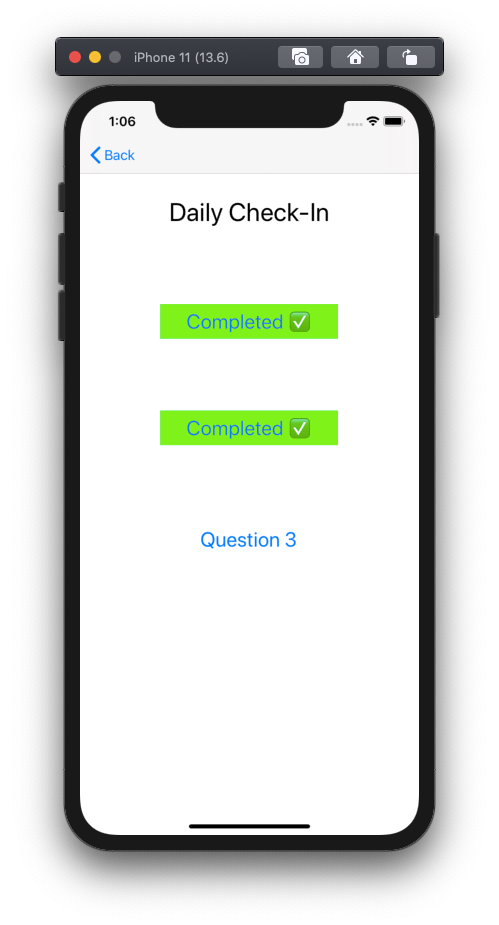 iPhone 11 (13.6)
1:06
Back
Daily Check-In
Completed ✅
Completed ✅
Question 3